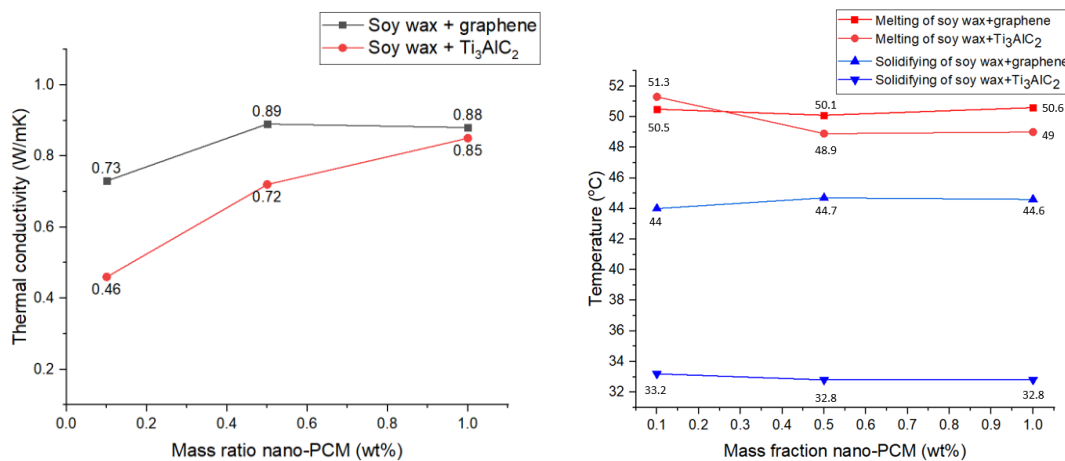 Soy wax + graphene
Soy wax + Ti₃AlC₂
1.0
0.8
0.6
0.4
0.2
Thermal conductivity (W/mK)
0.73
0.89
0.88
0.46
0.72
0.85
0.0 0.2 0.4 0.6 0.8 1.0
Mass ratio nano-PCM (wt%)
Melting of soy wax+graphene
Melting of soy wax+Ti₃AlC₂
Solidifying of soy wax+graphene
Solidifying of soy wax+Ti₃AlC₂
52
50
48
46
44
42
40
38
36
34
32
Temperature (ºC)
51.3
50.5
50.1
50.6
48.9
49
44
44.7
44.6
33.2
32.8
32.8
0.1 0.2 0.3 0.4 0.5 0.6 0.7 0.8 0.9 1.0
Mass fraction nano-PCM (wt%)